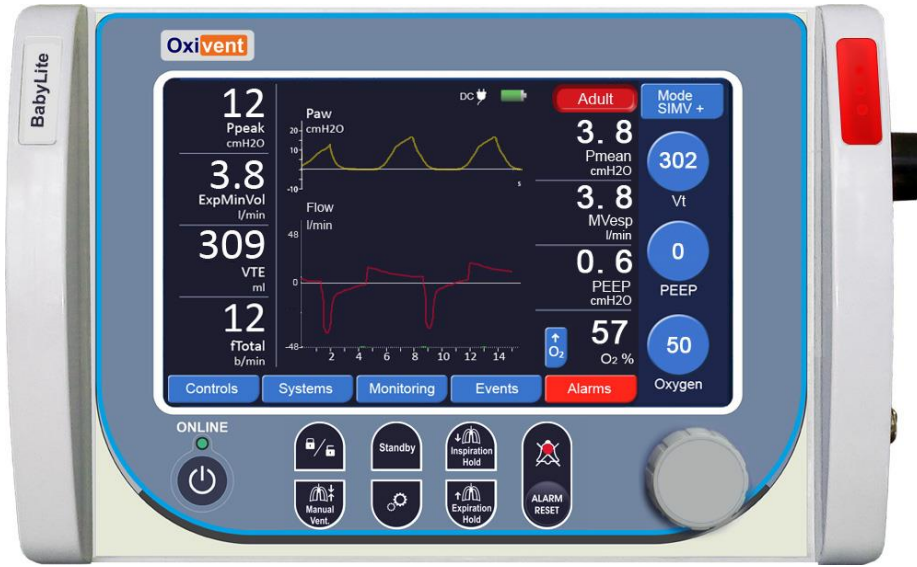 BabyLite
Oxivent
12
Ppeak
cmH2O
3.8
ExpMinVol
l/min
309
VTE
ml
12
fTotal
b/min
DC
Paw
cmH2O
20
10
-10
s
Flow
l/min
48
0
-48
2 4 6 8 10 12 14
Adult
3. 8
Pmean
cmH2O
3. 8
MVesp
l/min
0. 6
PEEP
cmH2O
O2
57
O2 %
Mode
SIMV +
302
Vt
0
PEEP
50
Oxygen
Controls Systems Monitoring Events Alarms
ONLINE
Standby
Inspiration
Hold
Manual
Vent.
Expiration
Hold
ALARM
RESET